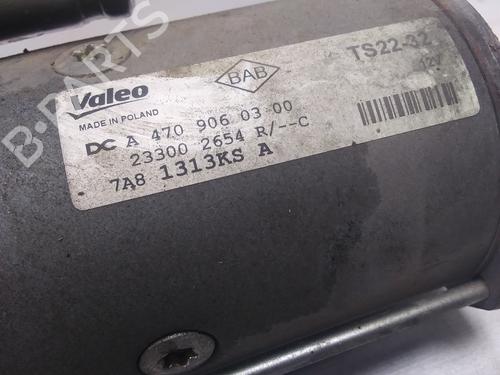 Valeo
MADE IN POLAND
BAB
TS22-32
12V
DC A 470 906 03 00
23300 2654 R/--C
7A8 1313KS A
B-PARTS